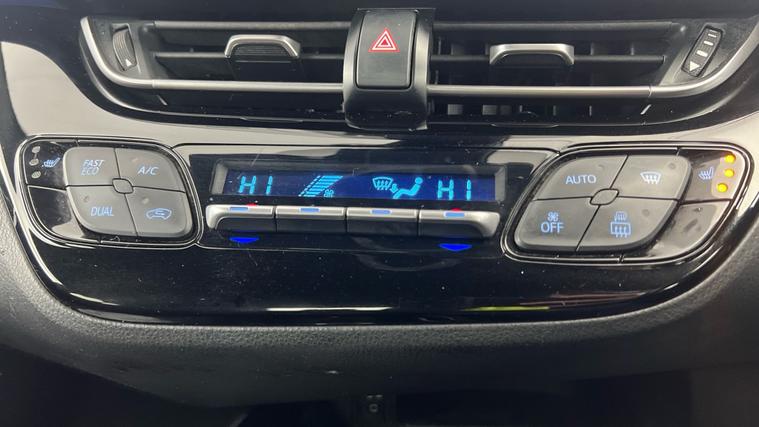 FAST
ECO
A/C
DUAL
HI
HI
AUTO
OFF